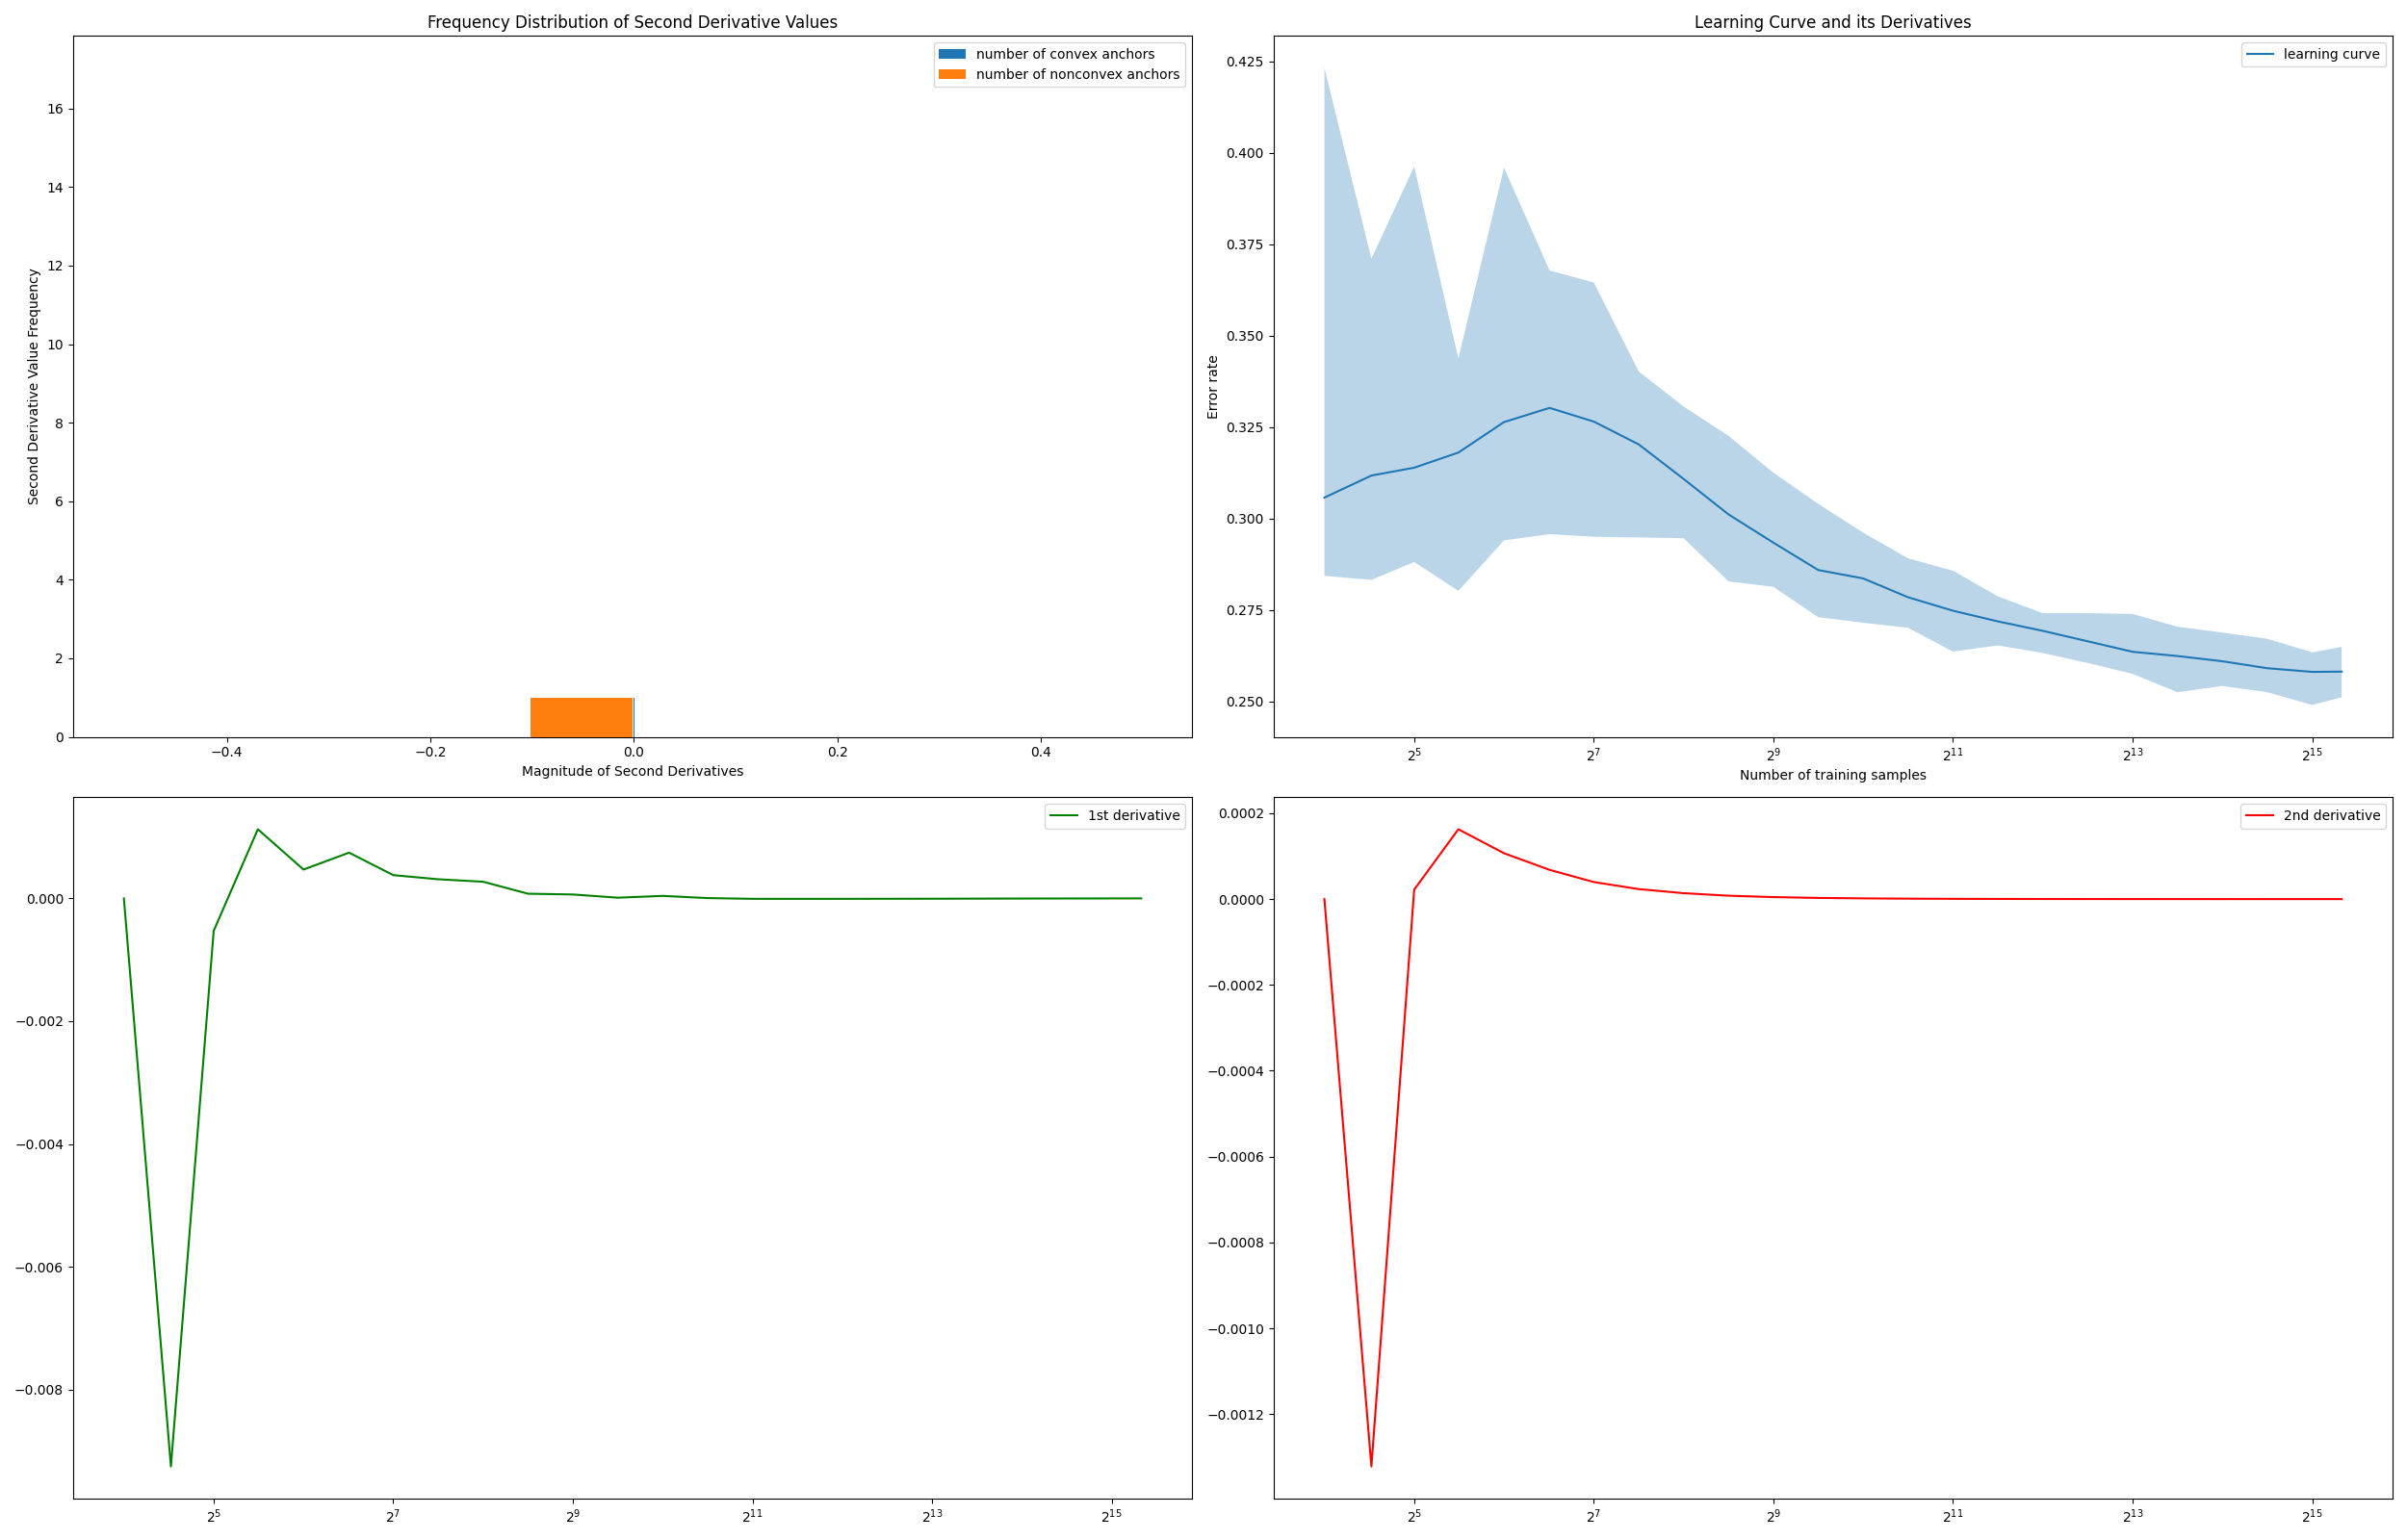 Frequency Distribution of Second Derivative Values
number of convex anchors
number of nonconvex anchors
16
14
12
10
8
6
4
2
0
Second Derivative Value Frequency
−0.4 −0.2 0.0 0.2 0.4
Magnitude of Second Derivatives
Learning Curve and its Derivatives
learning curve
0.425
0.400
0.375
0.350
0.325
0.300
0.275
0.250
Error rate
2^5 2^7 2^9 2^11 2^13 2^15
Number of training samples
1st derivative
0.000
−0.002
−0.004
−0.006
−0.008
2^5 2^7 2^9 2^11 2^13 2^15
2nd derivative
0.0002
0.0000
−0.0002
−0.0004
−0.0006
−0.0008
−0.0010
−0.0012
2^5 2^7 2^9 2^11 2^13 2^15